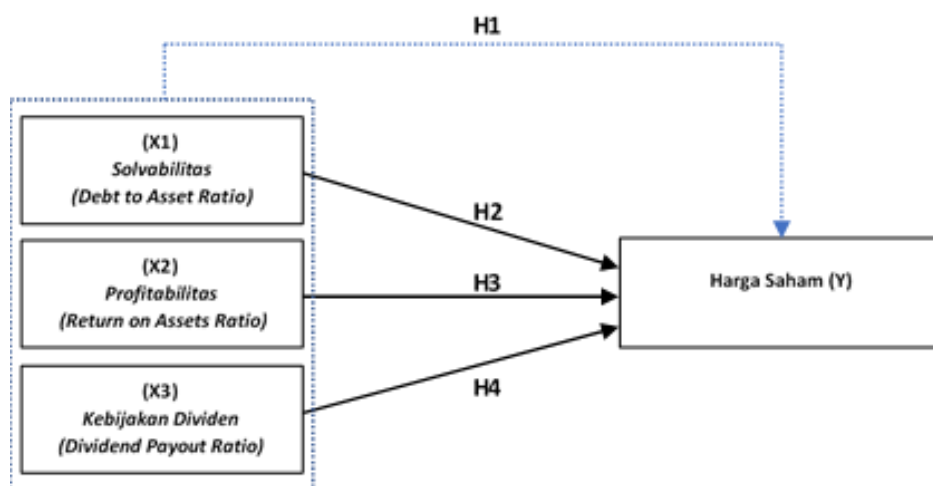 H1
(X1)
Solvabilitas
(Debt to Asset Ratio)
H2
(X2)
Profitabilitas
(Return on Assets Ratio)
H3
Harga Saham (Y)
(X3)
Kebijakan Dividen
(Dividend Payout Ratio)
H4